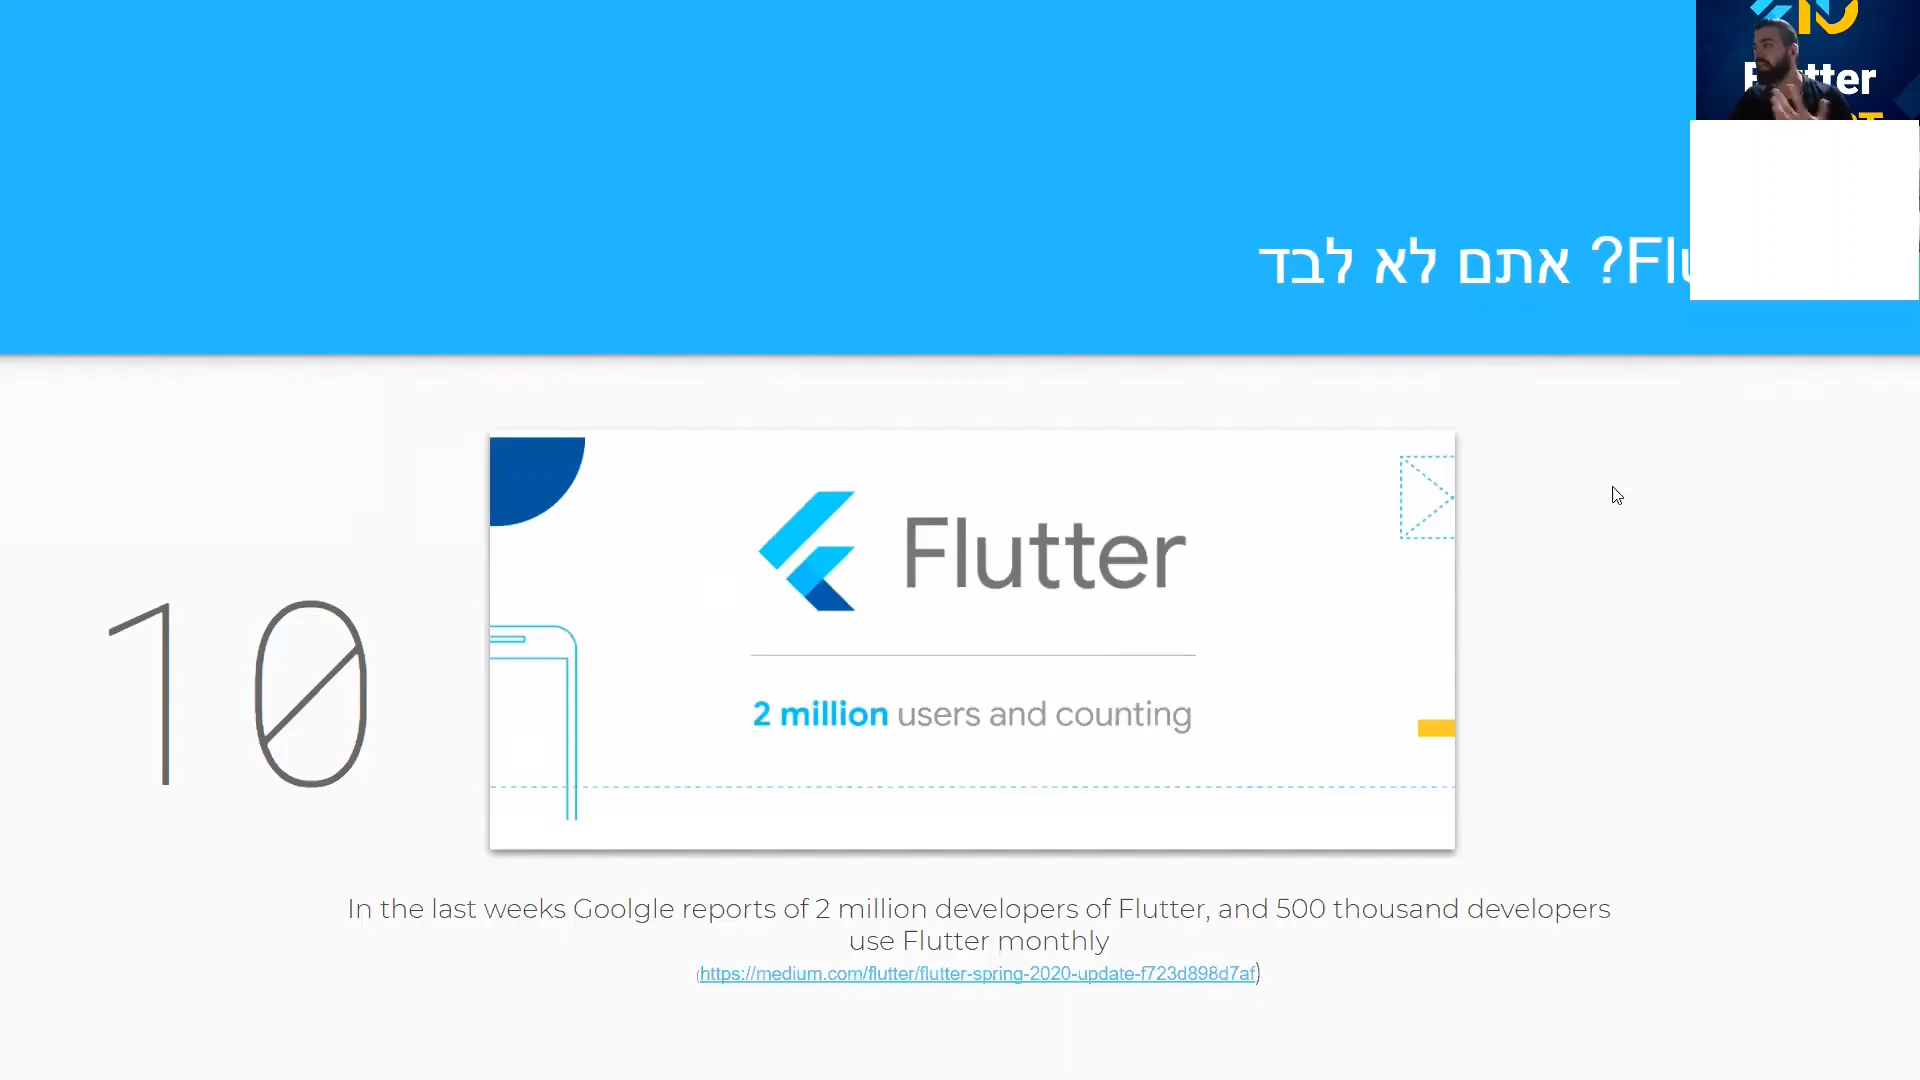 Flu? אתם לא לבד
Flutter
2 million users and counting
10
In the last weeks Goolgle reports of 2 million developers of Flutter, and 500 thousand developers
use Flutter monthly
(https://medium.com/flutter/flutter-spring-2020-update-f723d898d7af)